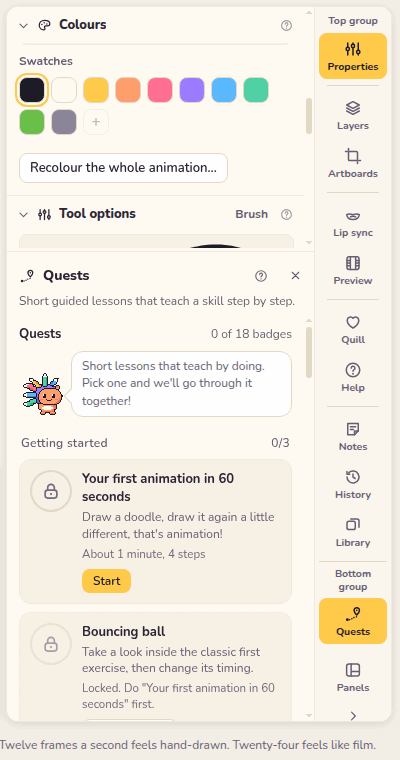 Colours
Swatches
+
Recolour the whole animation...
Tool options
Brush
Quests
Short guided lessons that teach a skill step by step.
Quests
0 of 18 badges
Short lessons that teach by doing.
Pick one and we'll go through it
together!
Getting started
0/3
Your first animation in 60
seconds
Draw a doodle, draw it again a little
different, that's animation!
About 1 minute, 4 steps
Start
Bouncing ball
Take a look inside the classic first
exercise, then change its timing.
Locked. Do "Your first animation in 60
seconds" first.
Top group
Properties
Layers
Artboards
Lip sync
Preview
Quill
Help
Notes
History
Library
Bottom
group
Quests
Panels
Twelve frames a second feels hand-drawn. Twenty-four feels like film.